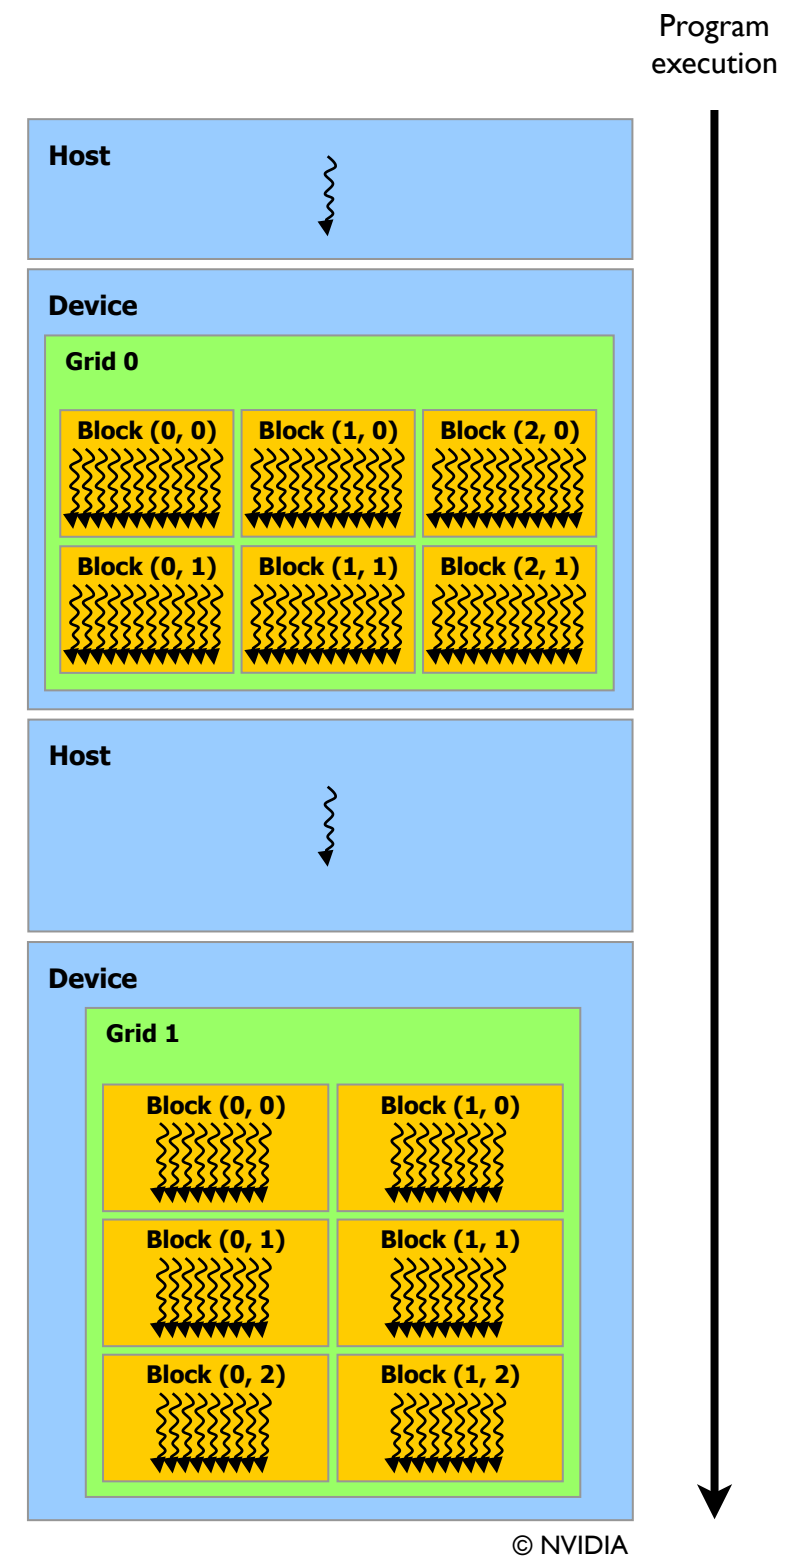 Program
execution
Host
Device
Grid 0
Block (0, 0) Block (1, 0) Block (2, 0)
Block (0, 1) Block (1, 1) Block (2, 1)
Host
Device
Grid 1
Block (0, 0) Block (1, 0)
Block (0, 1) Block (1, 1)
Block (0, 2) Block (1, 2)
© NVIDIA